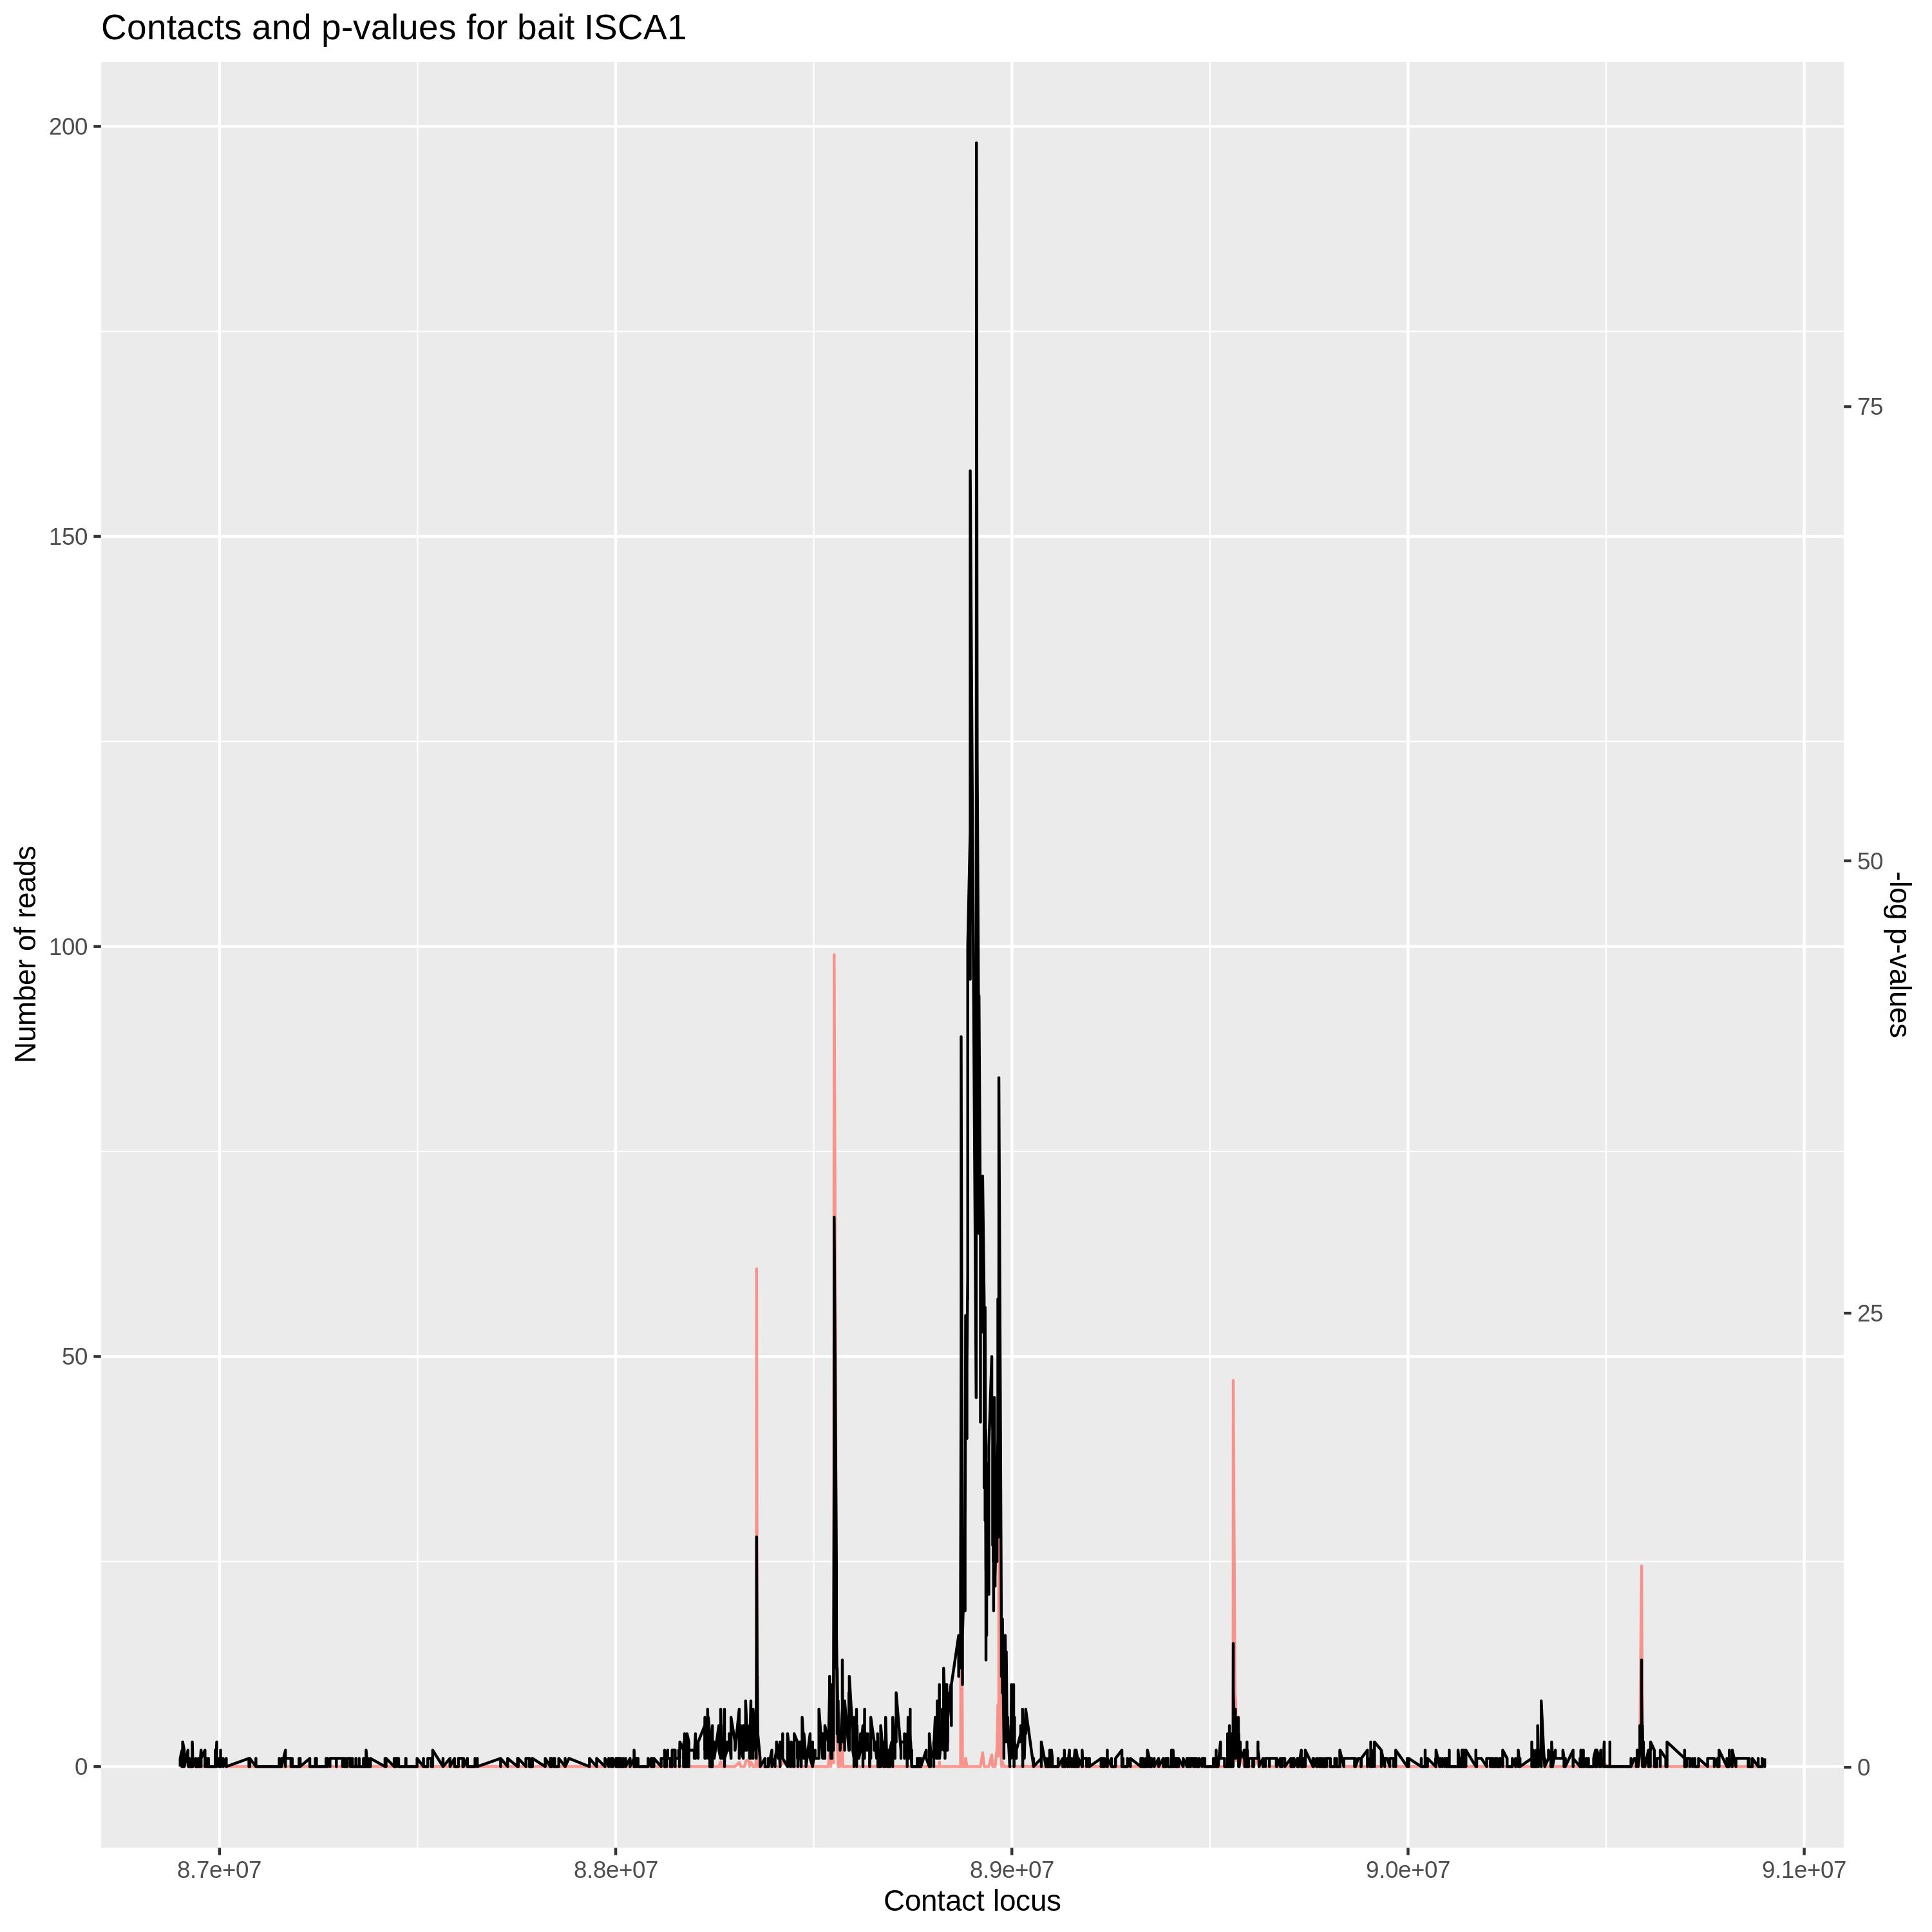 Contacts and p-values for bait ISCA1
200
150
100
50
0
Number of reads
75
50
25
0
-log p-values
8.7e+07 8.8e+07 8.9e+07 9.0e+07 9.1e+07
Contact locus